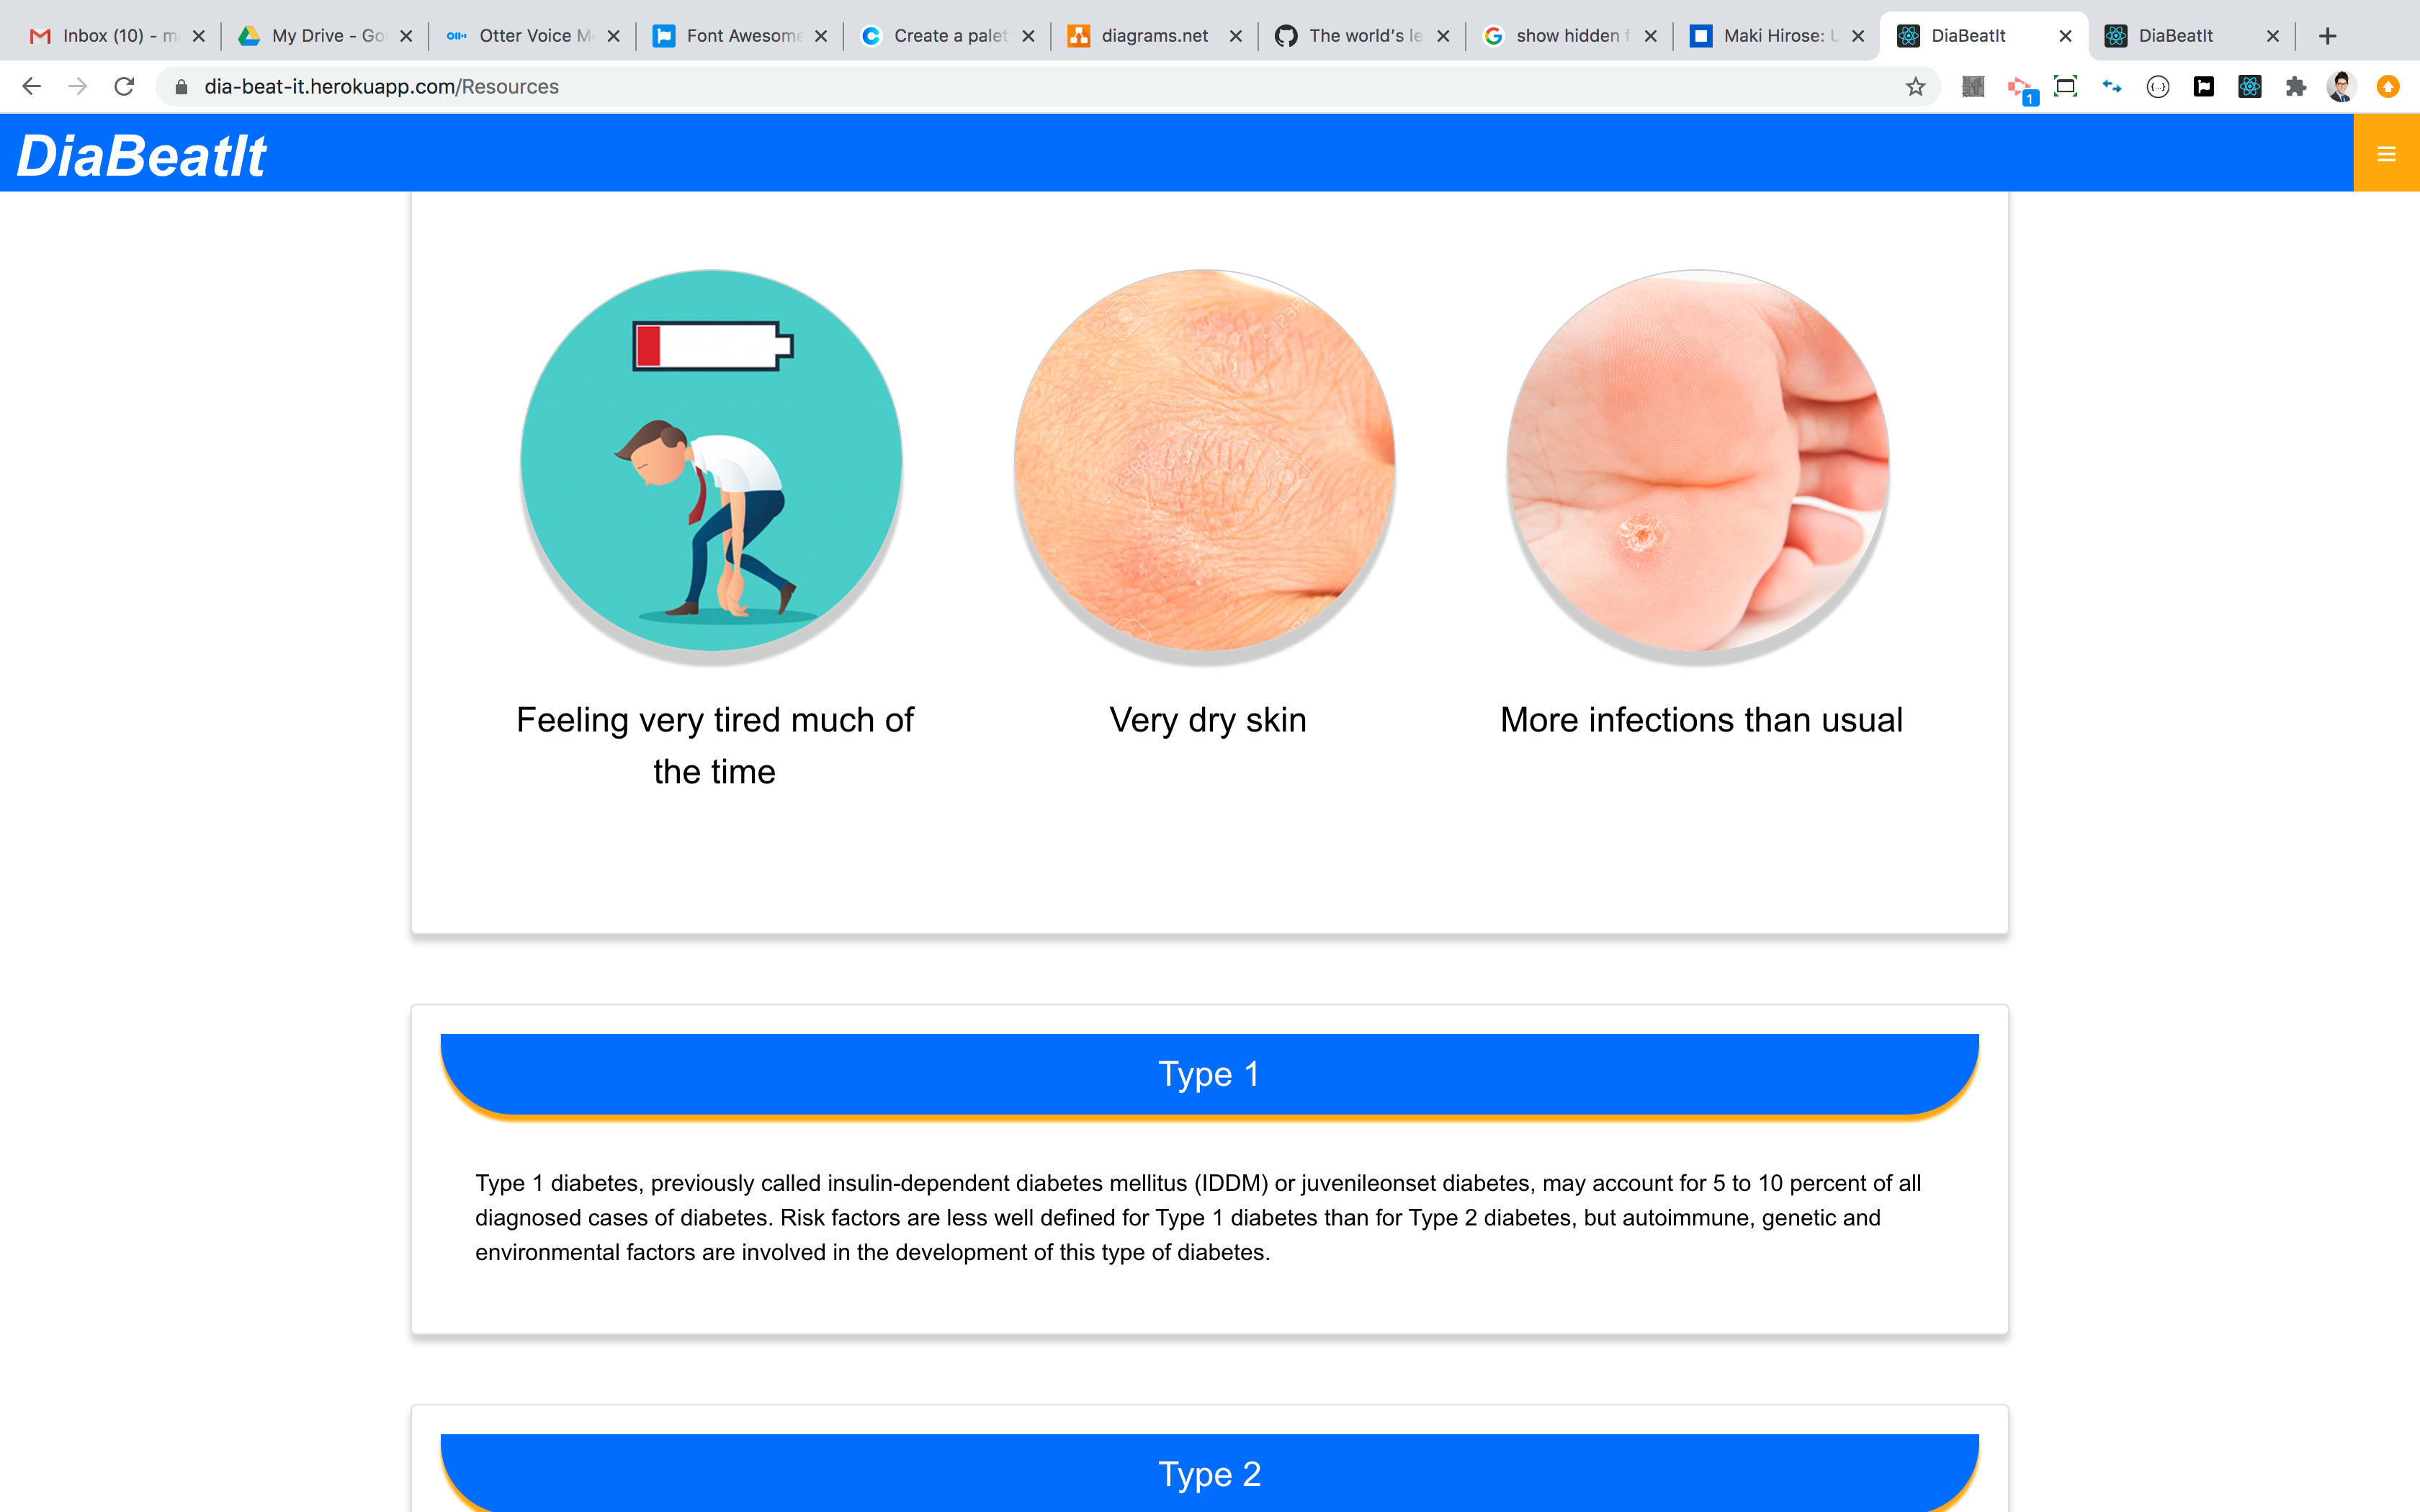 Inbox (10) - m
My Drive - Go
Otter Voice M
Font Awesome
Create a palet
diagrams.net
The world's le
show hidden f
Maki Hirose: U
DiaBeatIt
DiaBeatIt
dia-beat-it.herokuapp.com/Resources
1
DiaBeatIt
Feeling very tired much of
the time
Very dry skin
More infections than usual
Type 1
Type 1 diabetes, previously called insulin-dependent diabetes mellitus (IDDM) or juvenileonset diabetes, may account for 5 to 10 percent of all
diagnosed cases of diabetes. Risk factors are less well defined for Type 1 diabetes than for Type 2 diabetes, but autoimmune, genetic and
environmental factors are involved in the development of this type of diabetes.
Type 2